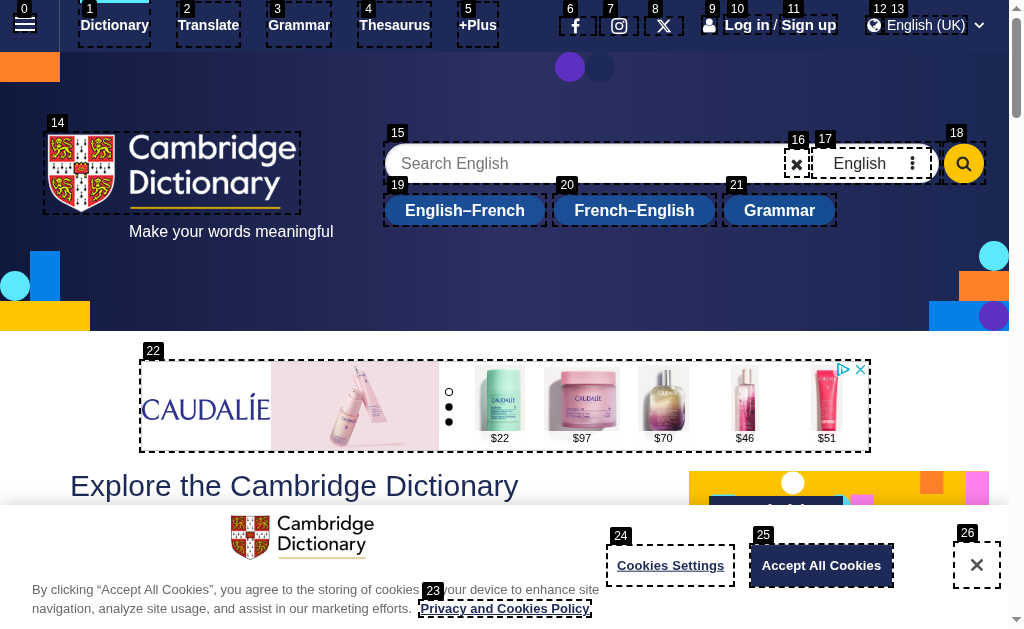 0 1 2 3 4 5 6 7 8 9 10 11 12 13
Dictionary Translate Grammar Thesaurus +Plus Log in / Sign up English (UK)
14 15 16 17 18
Cambridge
Dictionary
Make your words meaningful
Search English English
19 20 21
English–French French–English Grammar
22
CAUDALÍE
$22 $97 $70 $46 $51
Explore the Cambridge Dictionary
Cambridge
Dictionary
By clicking “Accept All Cookies”, you agree to the storing of cookies your device to enhance site
navigation, analyze site usage, and assist in our marketing efforts. Privacy and Cookies Policy
23 24 25 26
Cookies Settings
Accept All Cookies